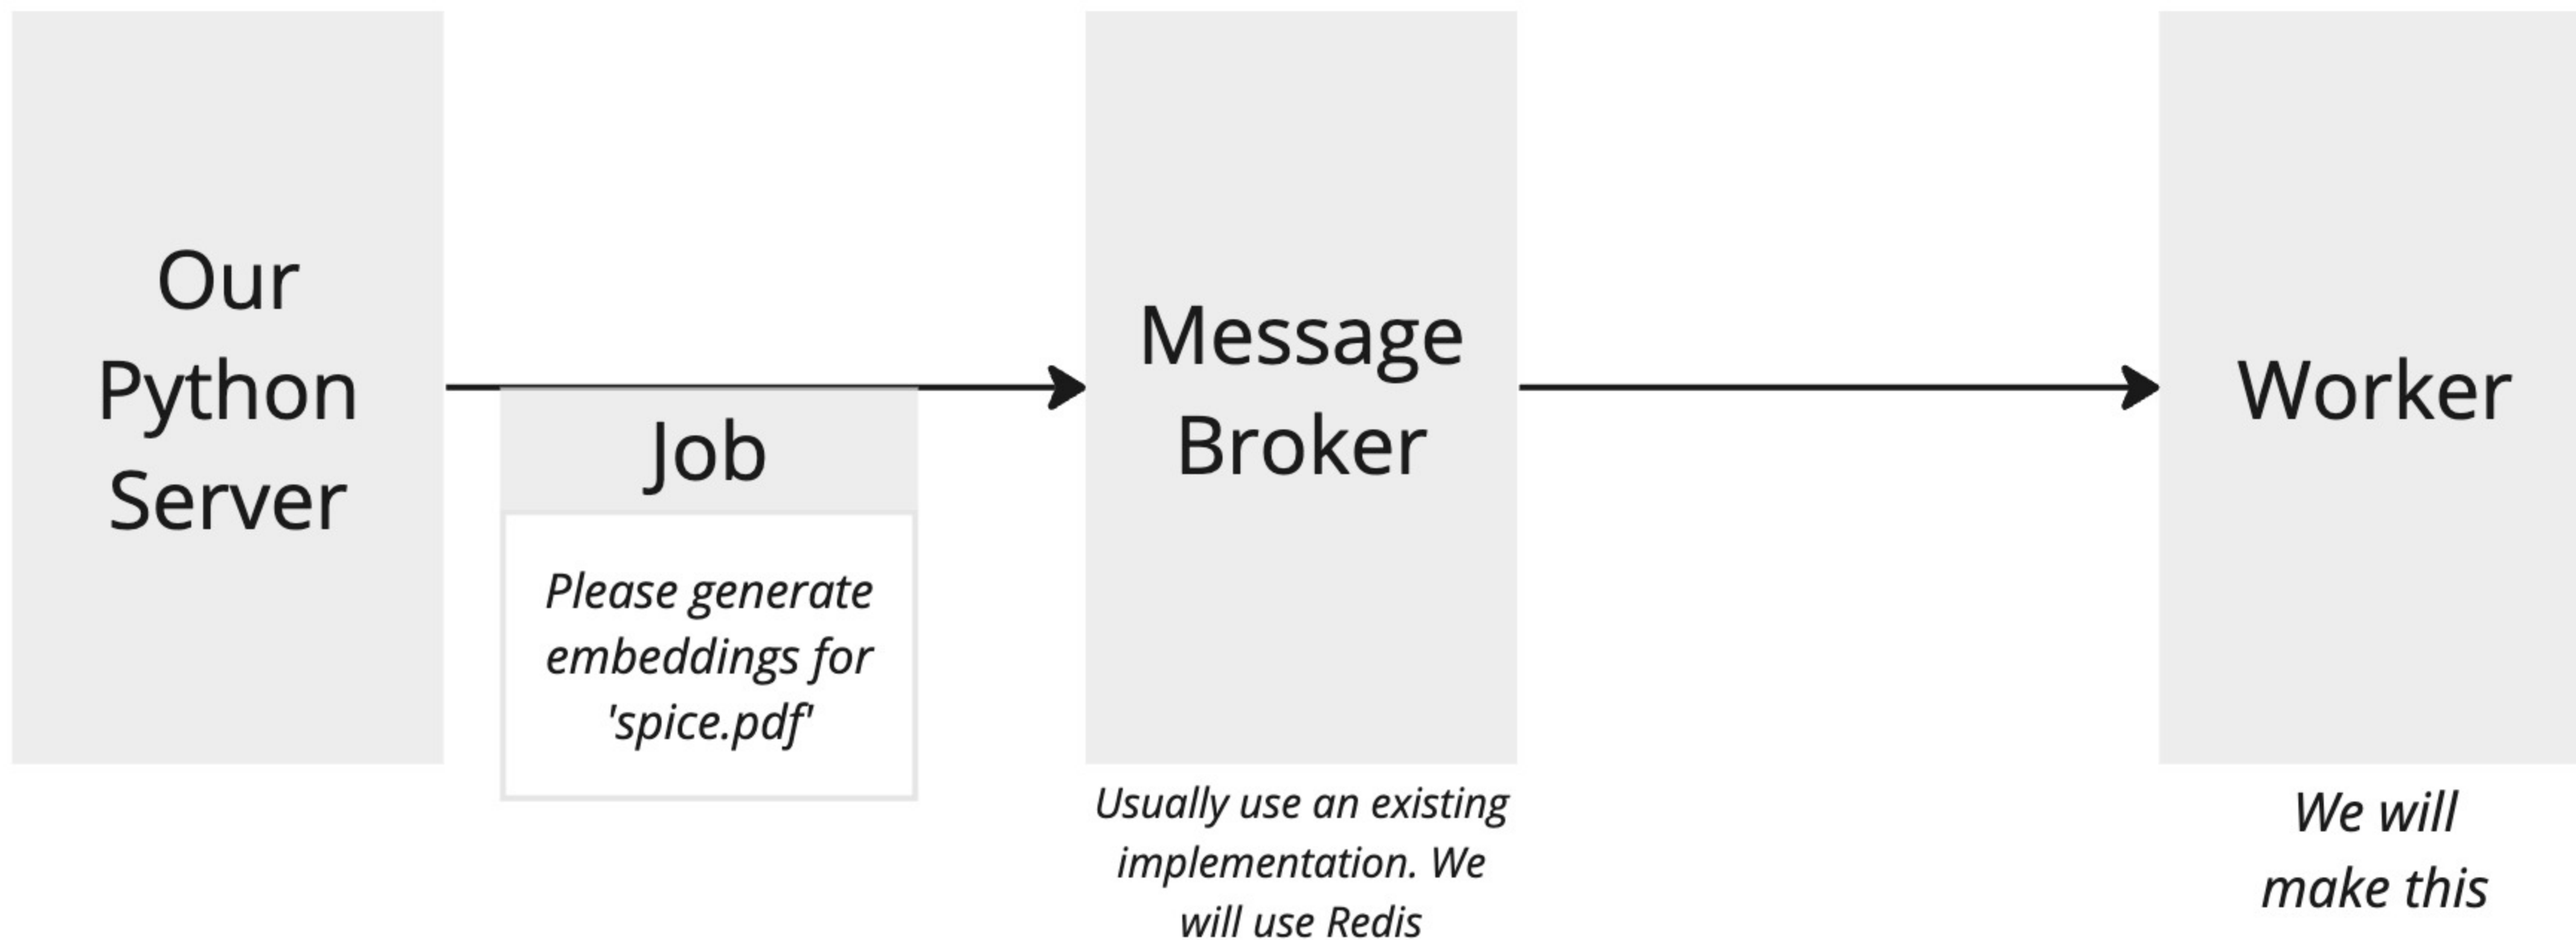 Our
Python
Server
Job
Please generate
embeddings for
'spice.pdf'
Message
Broker
Usually use an existing
implementation. We
will use Redis
Worker
We will
make this